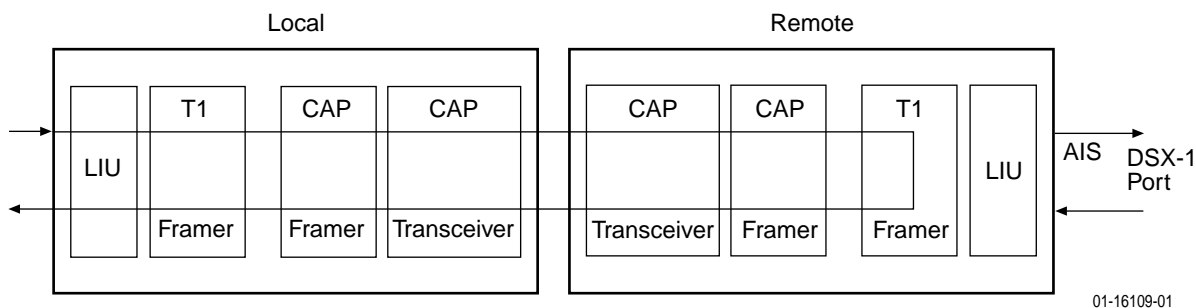 Local
Remote
LIU
T1
Framer
CAP
Framer
CAP
Transceiver
CAP
Transceiver
CAP
Framer
T1
Framer
LIU
AIS
DSX-1
Port
01-16109-01